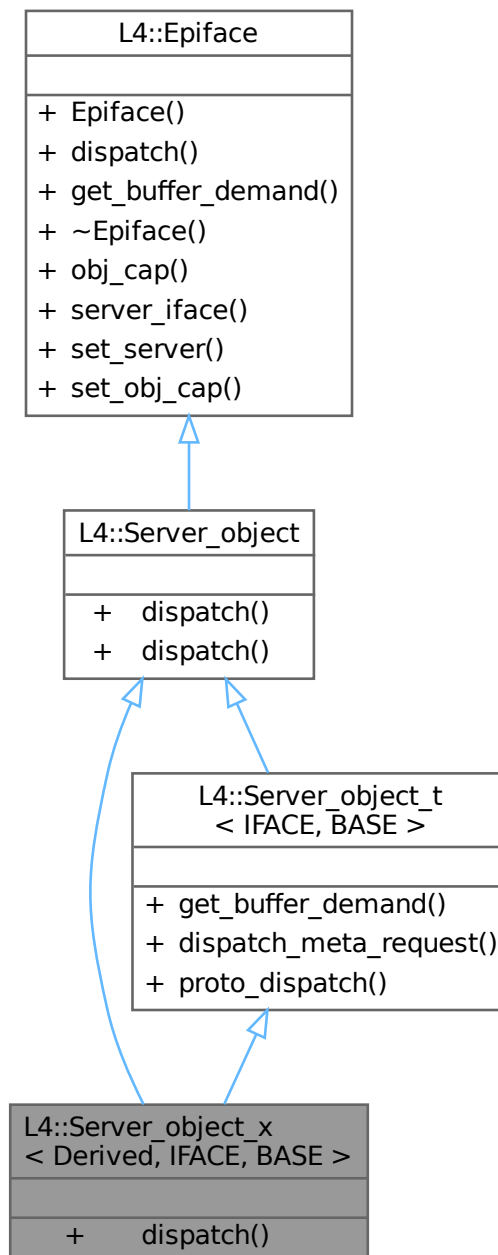 L4::Epiface
+ Epiface()
+ dispatch()
+ get_buffer_demand()
+ ~Epiface()
+ obj_cap()
+ server_iface()
+ set_server()
+ set_obj_cap()
L4::Server_object
+ dispatch()
+ dispatch()
L4::Server_object_t
< IFACE, BASE >
+ get_buffer_demand()
+ dispatch_meta_request()
+ proto_dispatch()
L4::Server_object_x
< Derived, IFACE, BASE >
+ dispatch()